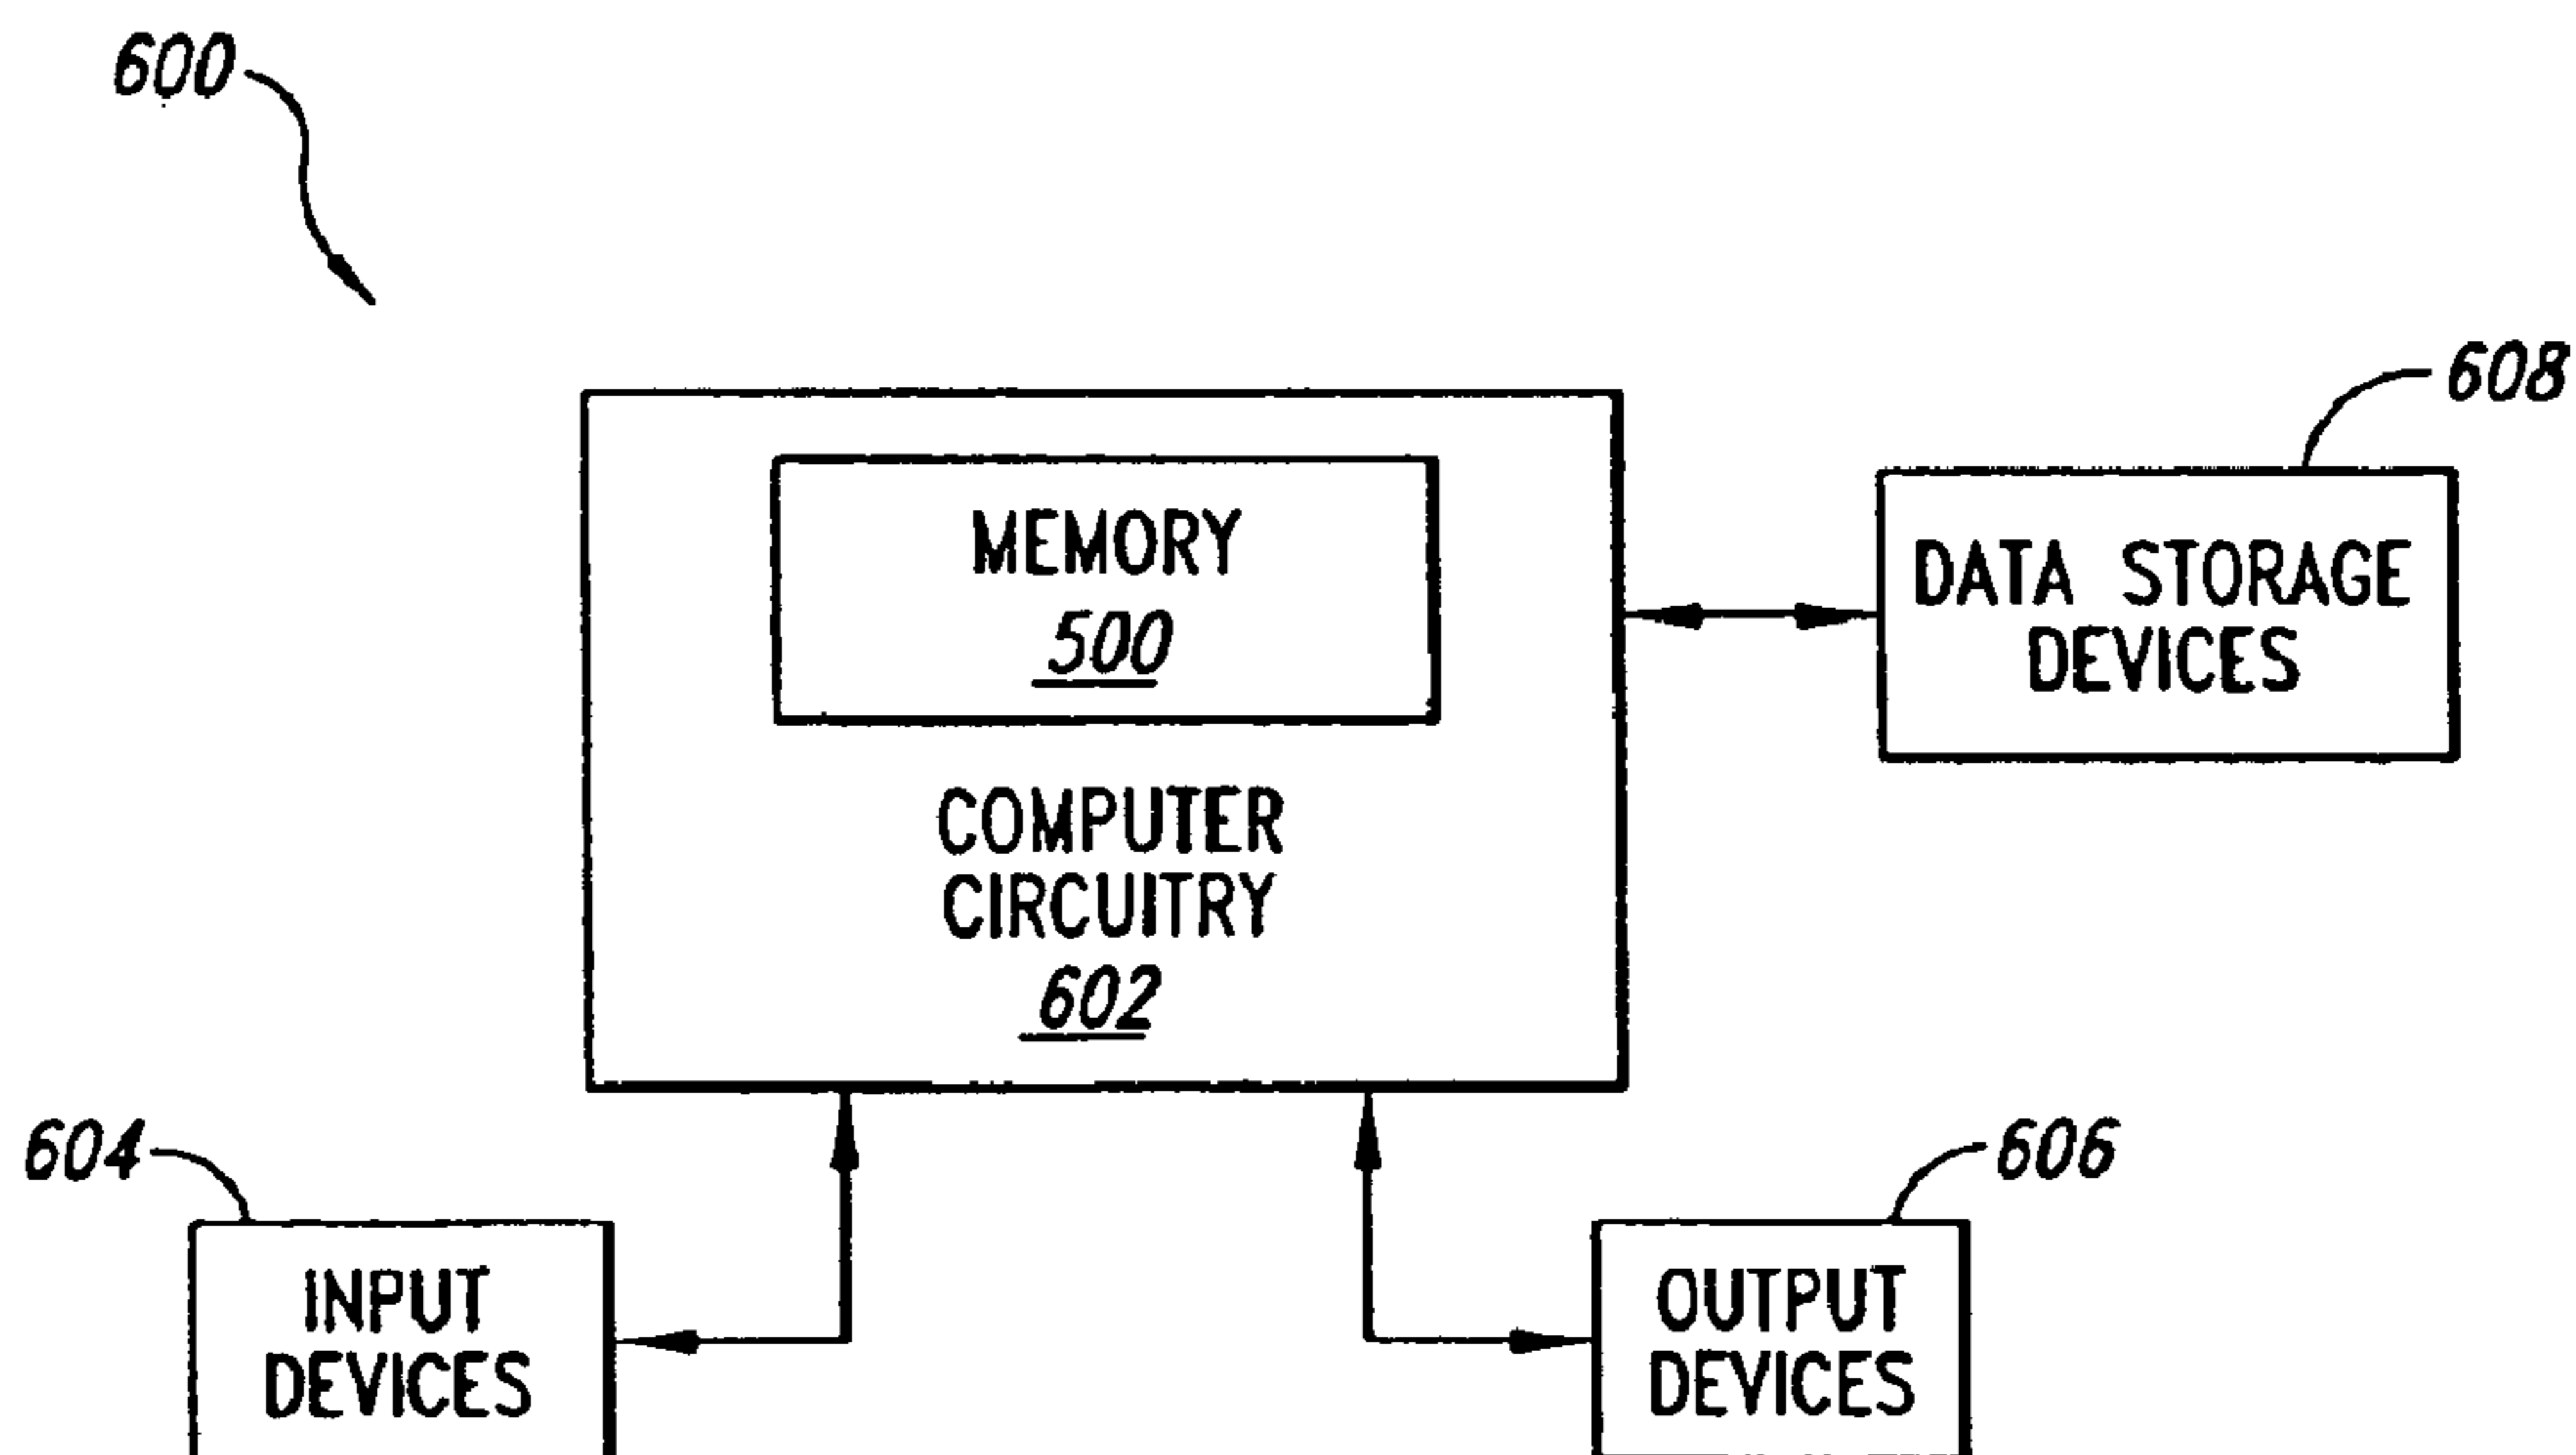 600
608
MEMORY
500
DATA STORAGE
DEVICES
COMPUTER
CIRCUITRY
602
604
606
INPUT
DEVICES
OUTPUT
DEVICES